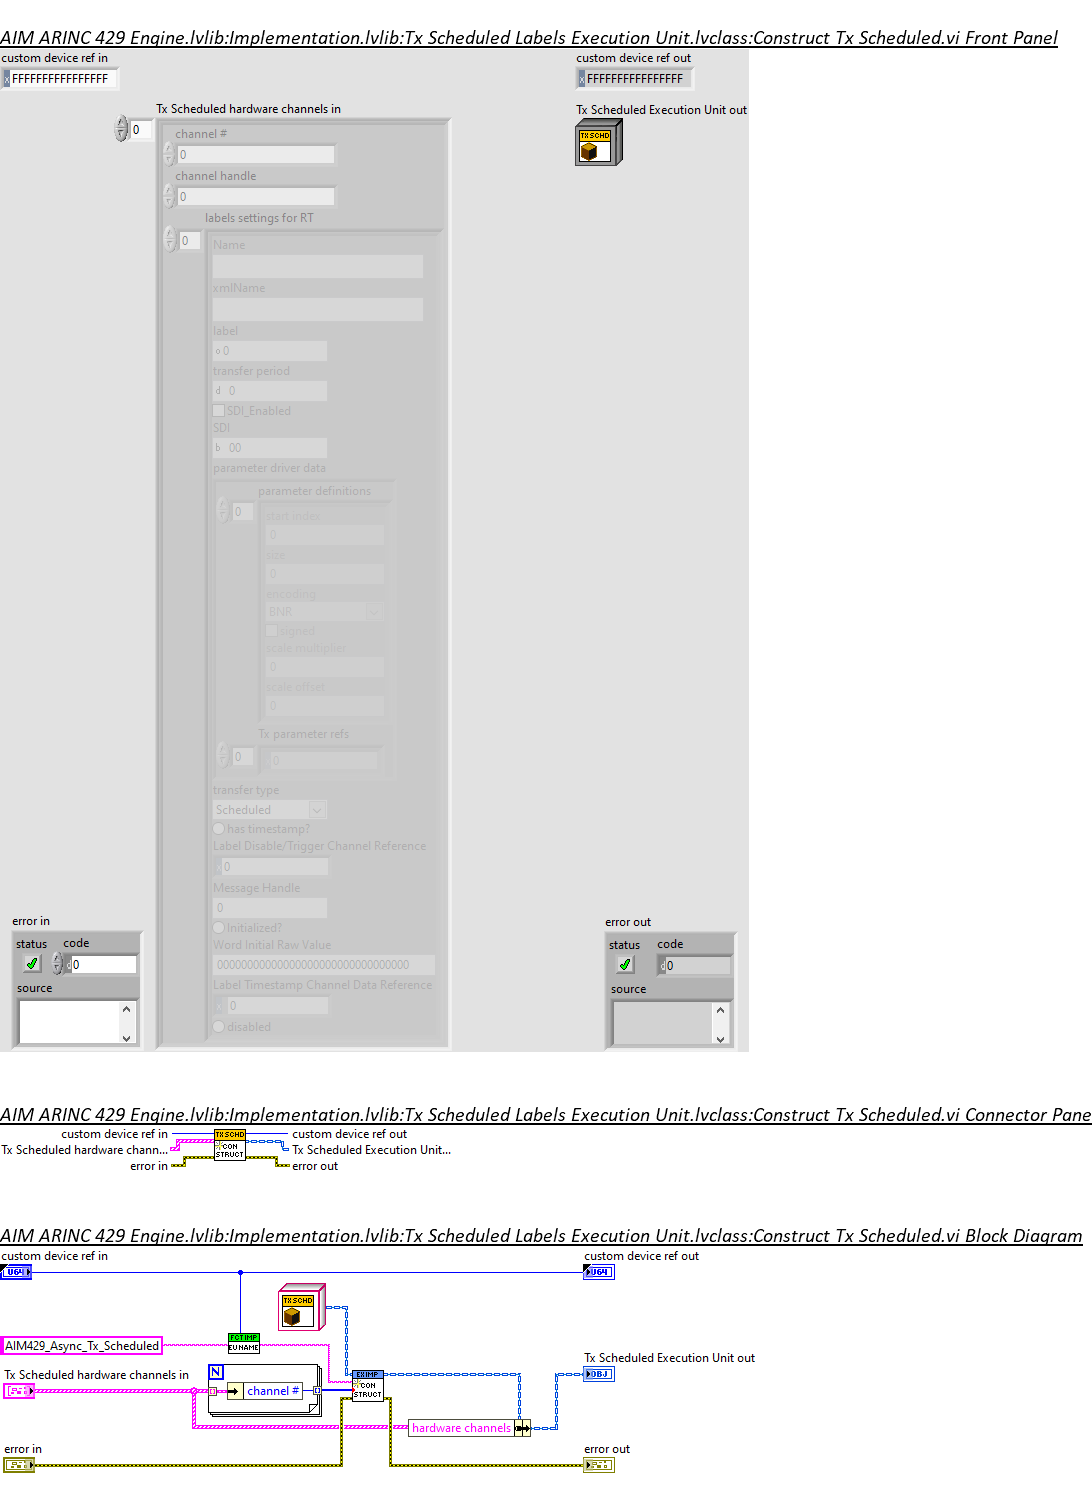 AIM ARINC 429 Engine.lvlib:Implementation.lvlib:Tx Scheduled Labels Execution Unit.lvclass:Construct Tx Scheduled.vi Front Panel
custom device ref in
custom device ref out
x FFFFFFFFFFFFFFFF
x FFFFFFFFFFFFFFFF
Tx Scheduled hardware channels in
Tx Scheduled Execution Unit out
0
channel #
TX SCHD
0
channel handle
0
labels settings for RT
0
Name
xmlName
label
o 0
transfer period
d 0
SDI_Enabled
SDI
b 00
parameter driver data
parameter definitions
0
start index
0
size
0
encoding
BNR
signed
scale multiplier
0
scale offset
0
Tx parameter refs
0
0
transfer type
Scheduled
has timestamp?
Label Disable/Trigger Channel Reference
0
Message Handle
0
Initialized?
Word Initial Raw Value
00000000000000000000000000000000
Label Timestamp Channel Data Reference
0
disabled
error in
status
code
d 0
source
error out
status
code
d 0
source
AIM ARINC 429 Engine.lvlib:Implementation.lvlib:Tx Scheduled Labels Execution Unit.lvclass:Construct Tx Scheduled.vi Connector Pane
custom device ref in
TX SCHD
custom device ref out
Tx Scheduled hardware chann...
CON
STRUCT
Tx Scheduled Execution Unit...
error in
error out
AIM ARINC 429 Engine.lvlib:Implementation.lvlib:Tx Scheduled Labels Execution Unit.lvclass:Construct Tx Scheduled.vi Block Diagram
custom device ref in
custom device ref out
U64
U64
TX SCHD
FCT IMP
EU NAME
AIM429_Async_Tx_Scheduled
Tx Scheduled hardware channels in
Tx Scheduled Execution Unit out
N
channel #
EX IMP
CON
STRUCT
OBJ
hardware channels
error in
error out